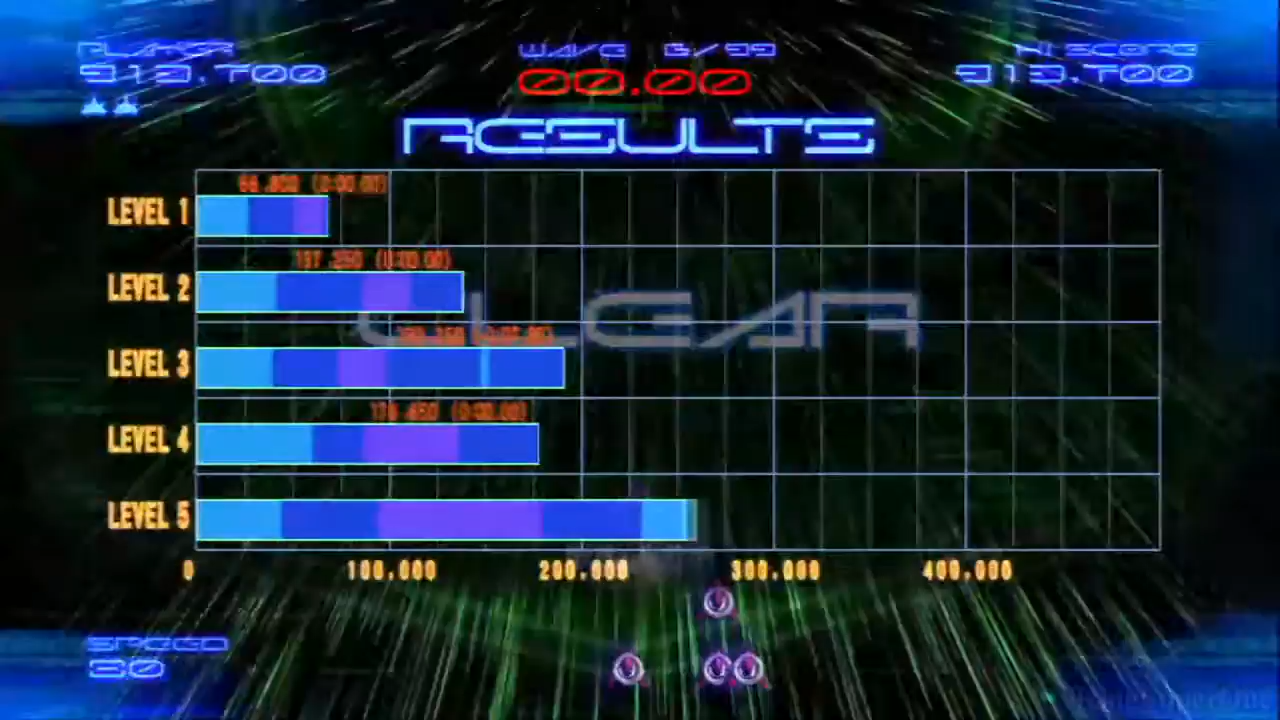 PLAYER
913.700
WAVE 6/99
00.00
HI SCORE
913.700
RESULTS
LEVEL 1
LEVEL 2
CLEAR
LEVEL 3
LEVEL 4
LEVEL 5
0 100,000 200,000 300,000 400,000
SPEED
30